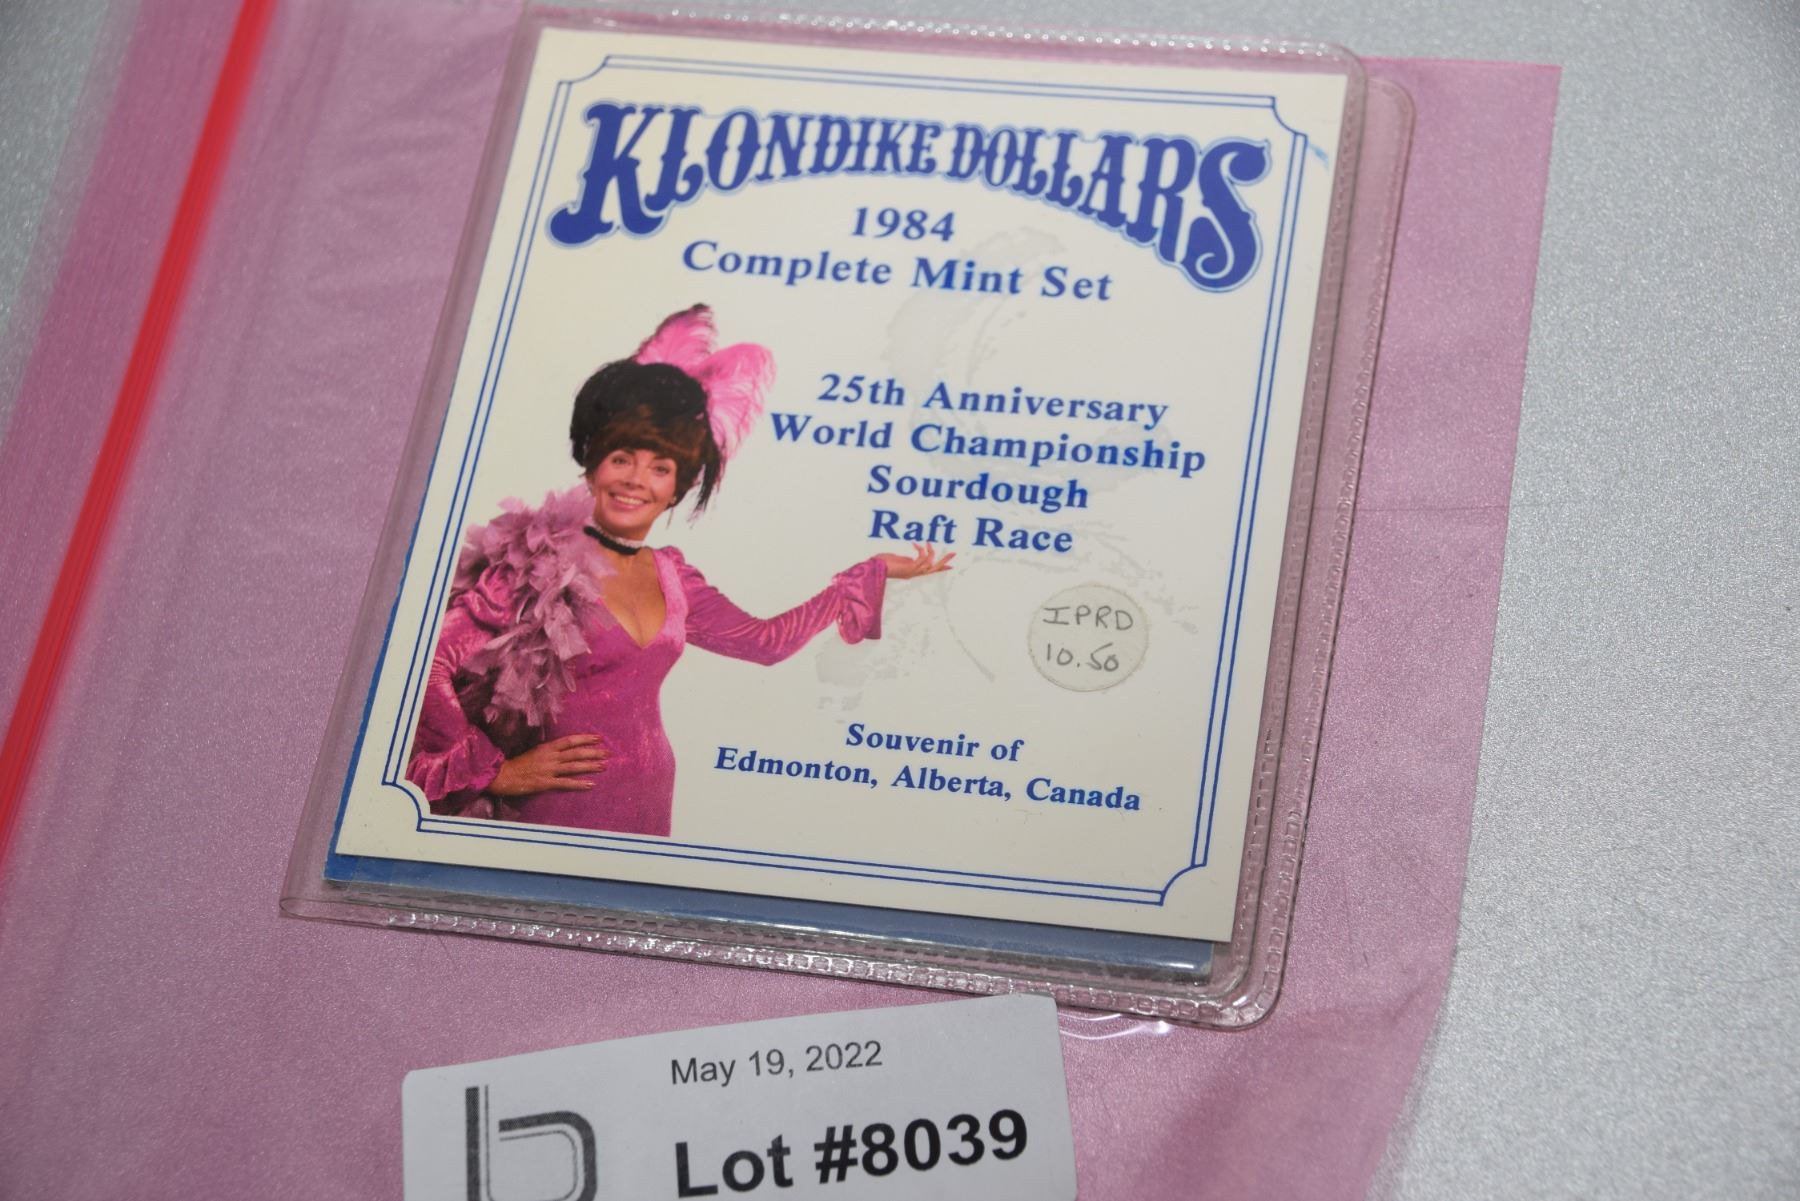 KLONDIKE DOLLARS
1984
Complete Mint Set
25th Anniversary
World Championship
Sourdough
Raft Race
IPRD
10.50
Souvenir of
Edmonton, Alberta, Canada
May 19, 2022
Lot #8039